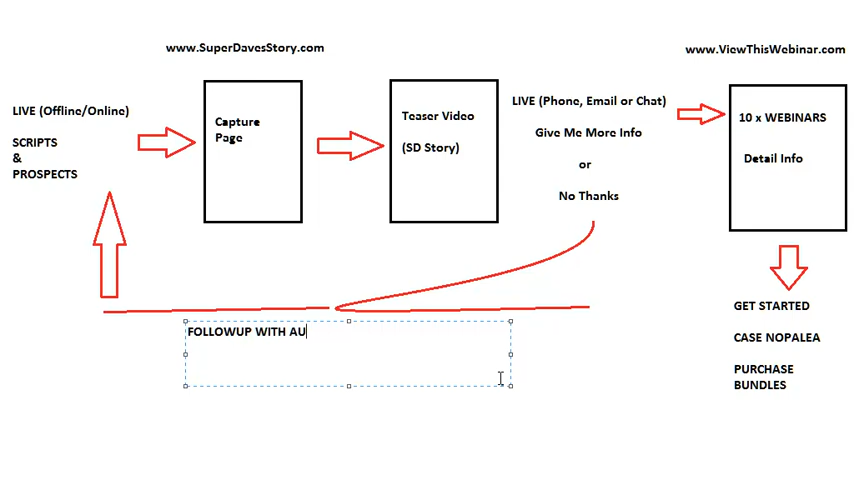 www.SuperDavesStory.com
www.ViewThisWebinar.com
LIVE (Offline/Online)
SCRIPTS
&
PROSPECTS
Capture
Page
Teaser Video
(SD Story)
LIVE (Phone, Email or Chat)
Give Me More Info
or
No Thanks
10 x WEBINARS
Detail Info
GET STARTED
CASE NOPALEA
PURCHASE
BUNDLES
FOLLOWUP WITH AU